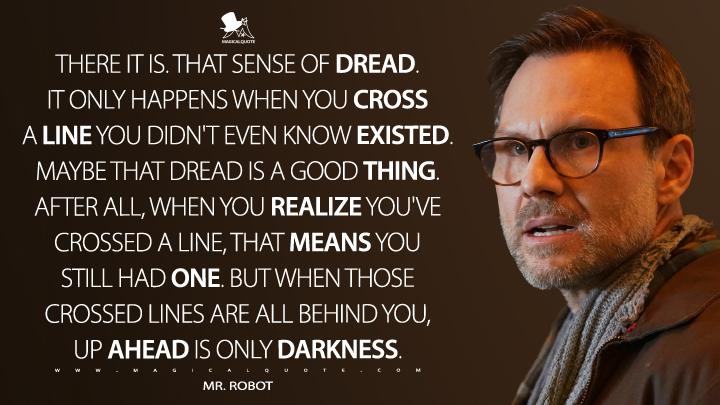 MAGICALQUOTE
THERE IT IS. THAT SENSE OF DREAD.
IT ONLY HAPPENS WHEN YOU CROSS
A LINE YOU DIDN'T EVEN KNOW EXISTED.
MAYBE THAT DREAD IS A GOOD THING.
AFTER ALL, WHEN YOU REALIZE YOU'VE
CROSSED A LINE, THAT MEANS YOU
STILL HAD ONE. BUT WHEN THOSE
CROSSED LINES ARE ALL BEHIND YOU,
UP AHEAD IS ONLY DARKNESS.
WWW.MAGICALQUOTE.COM
MR. ROBOT